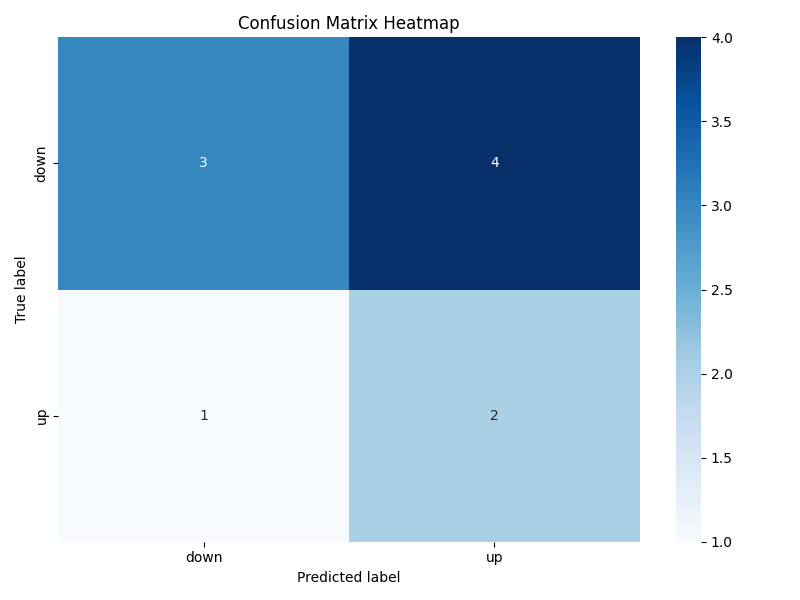 Confusion Matrix Heatmap
down
up
True label
3
4
1
2
down
up
Predicted label
4.0
3.5
3.0
2.5
2.0
1.5
1.0